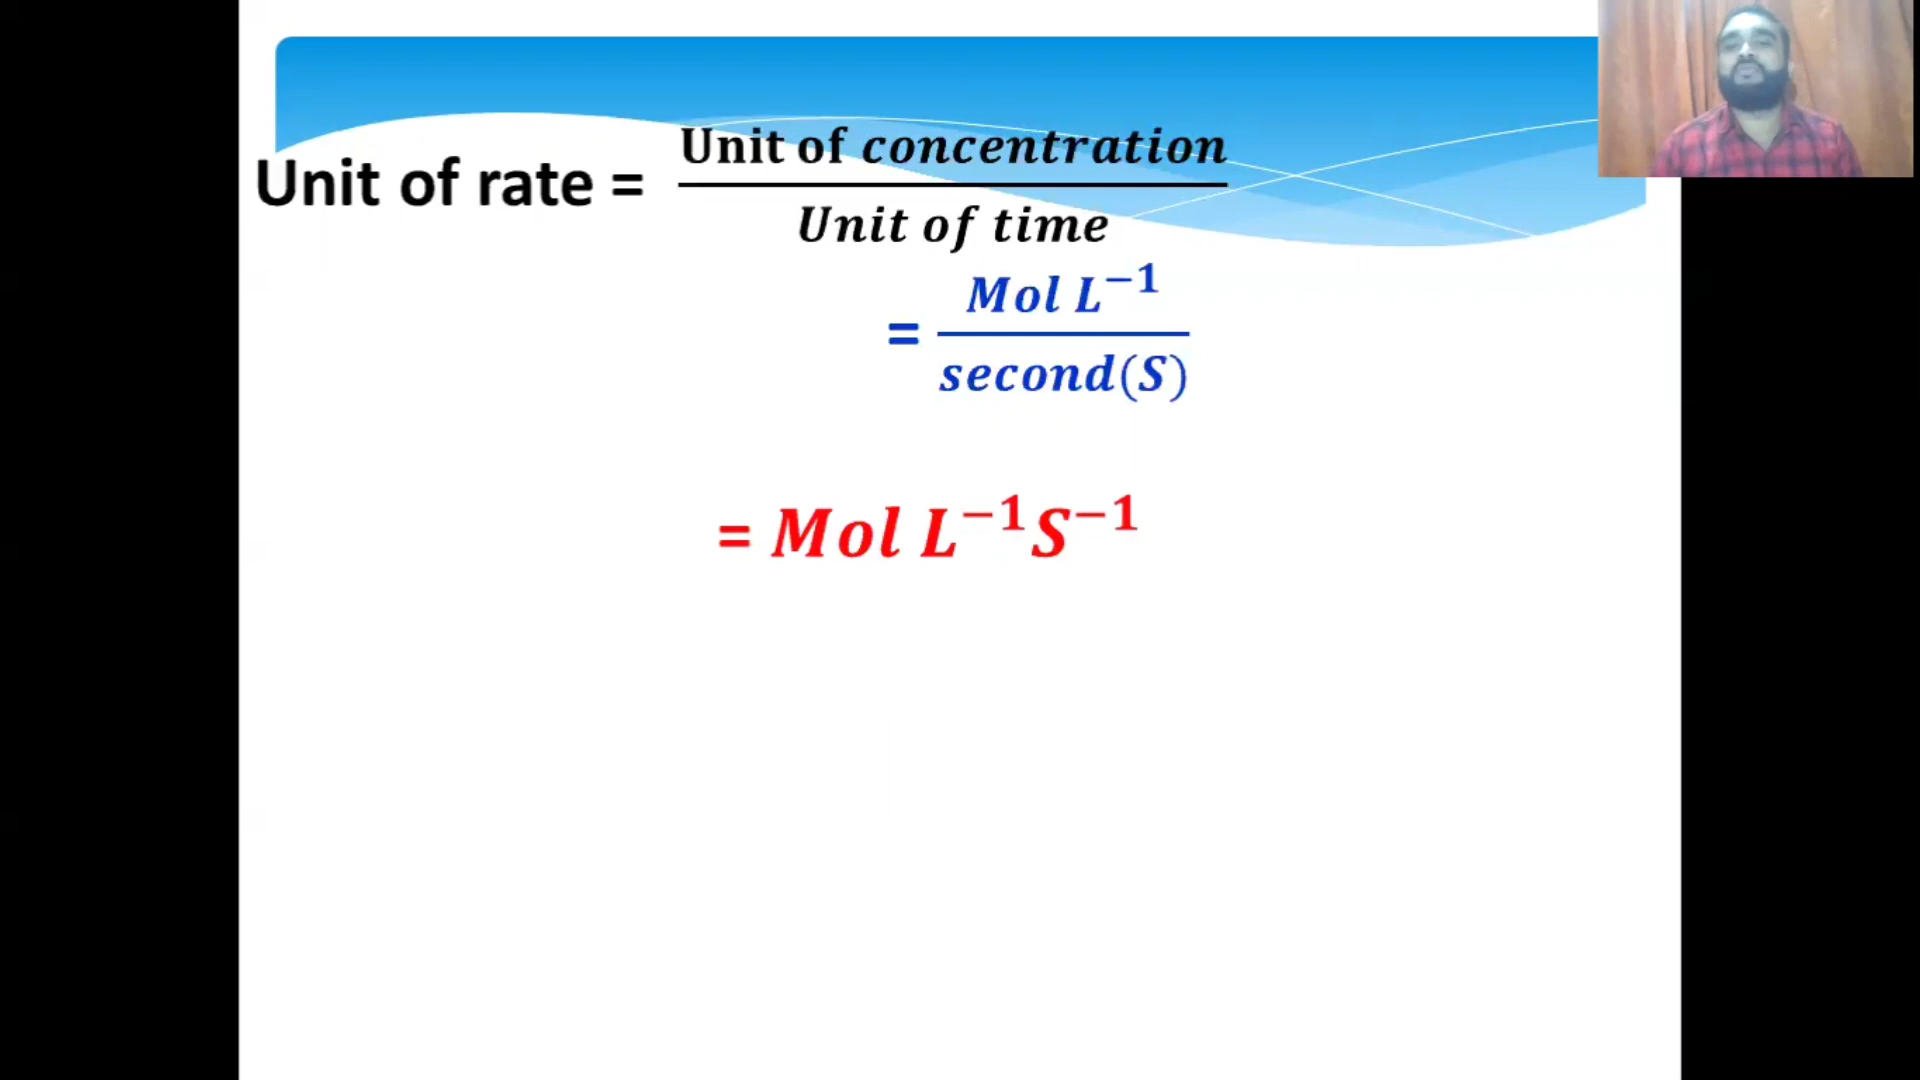 Unit of rate = Unit of concentration / Unit of time
= Mol L⁻¹ / second(S)
= Mol L⁻¹S⁻¹